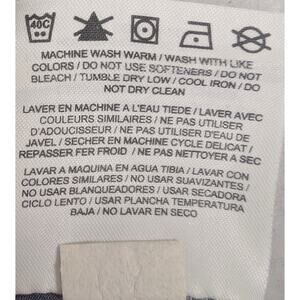 40C
MACHINE WASH WARM / WASH WITH LIKE
COLORS / DO NOT USE SOFTENERS / DO NOT
BLEACH / TUMBLE DRY LOW / COOL IRON / DO
NOT DRY CLEAN
LAVER EN MACHINE A L'EAU TIEDE / LAVER AVEC
COULEURS SIMILAIRES / NE PAS UTILISER
D'ADOUCISSEUR / NE PAS UTILISER D'EAU DE
JAVEL / SECHER EN MACHINE CYCLE DELICAT /
REPASSER FER FROID / NE PAS NETTOYER A SEC
LAVAR A MAQUINA EN AGUA TIBIA / LAVAR CON
COLORES SIMILARES / NO USAR SUAVIZANTES /
NO USAR BLANQUEADORES / USAR SECADORA
CICLO LENTO / USAR PLANCHA TEMPERATURA
BAJA / NO LAVAR EN SECO